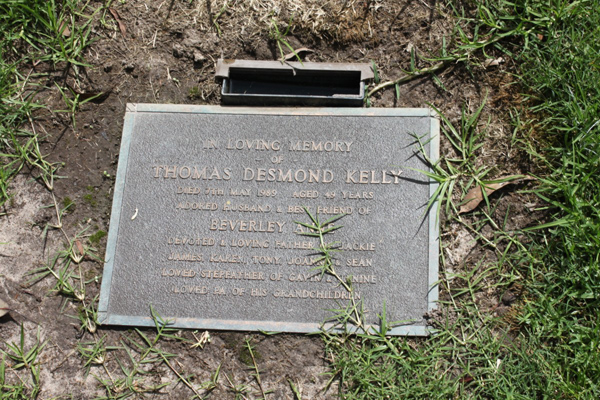 IN LOVING MEMORY
OF
THOMAS DESMOND KELLY
DIED 7TH MAY 1989 AGED 49 YEARS
ADORED HUSBAND & BEST FRIEND OF
BEVERLEY
DEVOTED & LOVING FATHER OF JACKIE
JAMES, KAREN, TONY, & SEAN
LOVED STEPFATHER OF GAVIN &
LOVED PA OF HIS GRANDCHILDREN